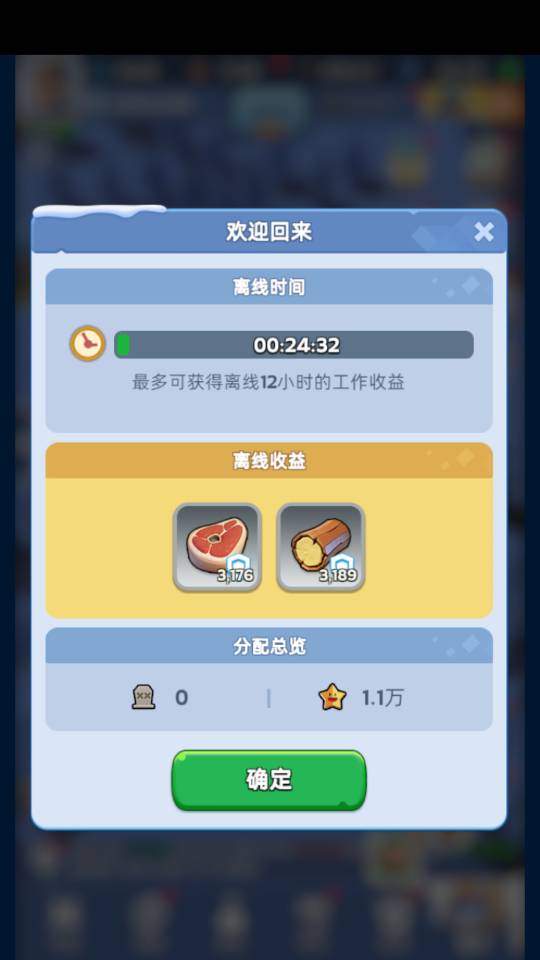 欢迎回来
离线时间
00:24:32
最多可获得离线12小时的工作收益
离线收益
3,176
3,189
分配总览
0
1.1万
确定